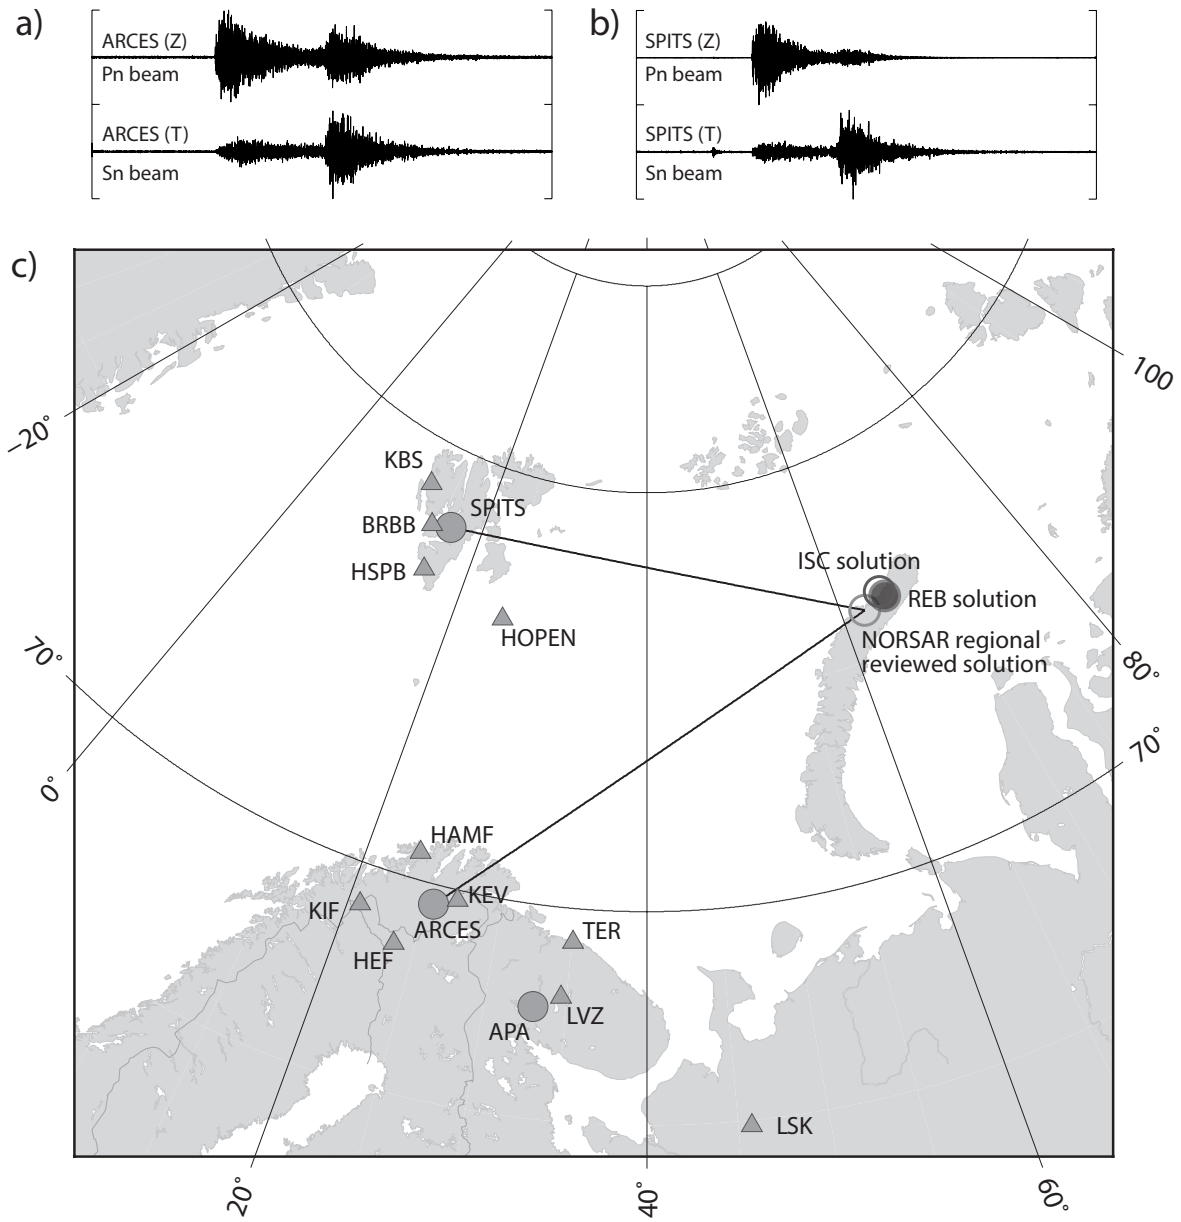 a)
ARCES (Z)
Pn beam
ARCES (T)
Sn beam
b)
SPITS (Z)
Pn beam
SPITS (T)
Sn beam
c)
100
−20°
KBS
SPITS
BRBB
HSPB
HOPEN
ISC solution
REB solution
NORSAR regional
reviewed solution
70°
80°
70°
0°
HAMF
KEV
KIF
ARCES
HEF
TER
LVZ
APA
LSK
20°
40°
60°